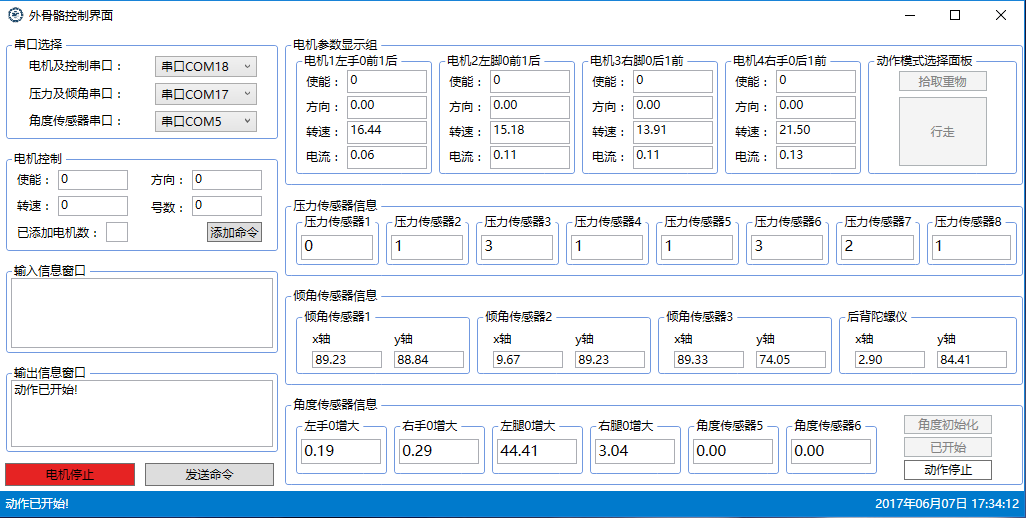 外骨骼控制界面
串口选择
电机及控制串口： 串口COM18
压力及倾角串口： 串口COM17
角度传感器串口： 串口COM5
电机控制
使能： 0 方向： 0
转速： 0 号数： 0
已添加电机数： 添加命令
输入信息窗口
输出信息窗口
动作已开始!
电机停止 发送命令
电机参数显示组
电机1左手0前1后 电机2左脚0前1后 电机3右脚0后1前 电机4右手0后1前 动作模式选择面板
使能： 0 使能： 0 使能： 0 使能： 0 拾取重物
方向： 0.00 方向： 0.00 方向： 0.00 方向： 0.00
转速： 16.44 转速： 15.18 转速： 13.91 转速： 21.50 行走
电流： 0.06 电流： 0.11 电流： 0.11 电流： 0.13
压力传感器信息
压力传感器1 压力传感器2 压力传感器3 压力传感器4 压力传感器5 压力传感器6 压力传感器7 压力传感器8
0 1 3 1 1 3 2 1
倾角传感器信息
倾角传感器1 倾角传感器2 倾角传感器3 后背陀螺仪
x轴 y轴 x轴 y轴 x轴 y轴 x轴 y轴
89.23 88.84 9.67 89.23 89.33 74.05 2.90 84.41
角度传感器信息
左手0增大 右手0增大 左腿0增大 右腿0增大 角度传感器5 角度传感器6
0.19 0.29 44.41 3.04 0.00 0.00
角度初始化
已开始
动作停止
动作已开始! 2017年06月07日 17:34:12